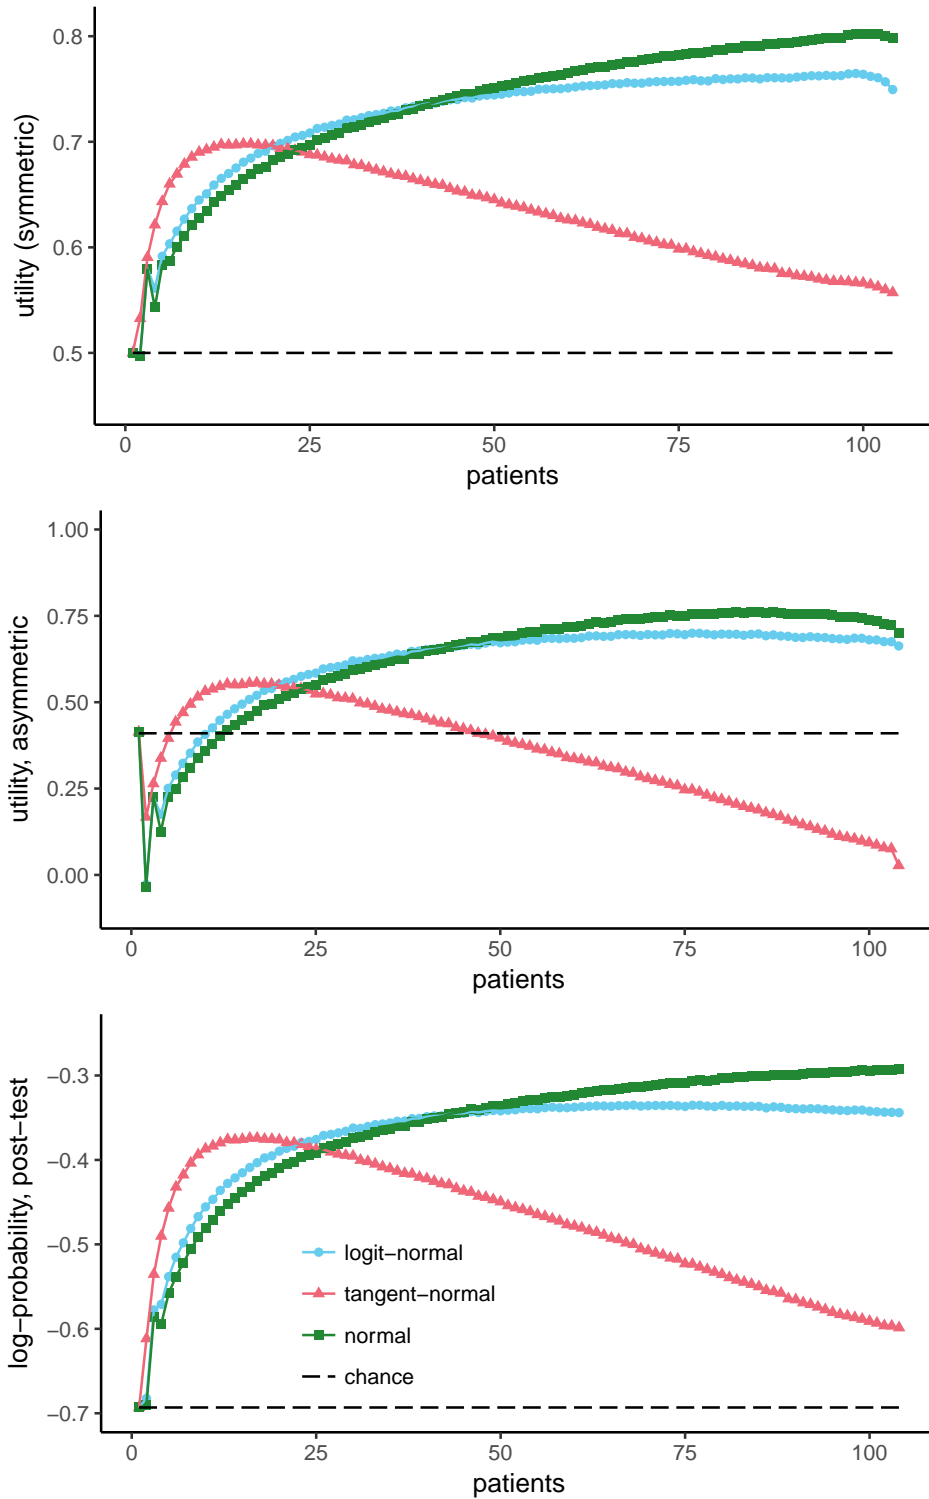 utility (symmetric)
0.8
0.7
0.6
0.5
0 25 50 75 100
patients
utility, asymmetric
1.00
0.75
0.50
0.25
0.00
0 25 50 75 100
patients
log−probability, post−test
−0.3
−0.4
−0.5
−0.6
−0.7
logit−normal
tangent−normal
normal
chance
0 25 50 75 100
patients